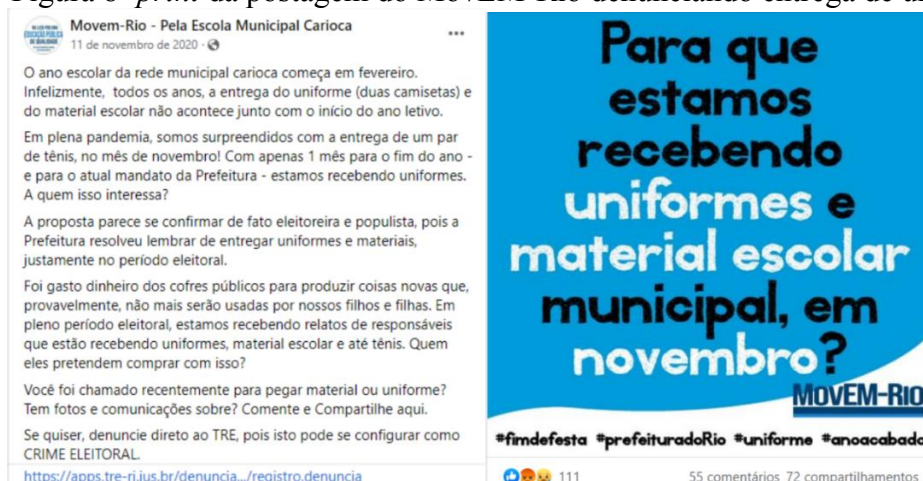 Movem-Rio - Pela Escola Municipal Carioca
11 de novembro de 2020
O ano escolar da rede municipal carioca começa em fevereiro.
Infelizmente, todos os anos, a entrega do uniforme (duas camisetas) e
do material escolar não acontece junto com o início do ano letivo.
Em plena pandemia, somos surpreendidos com a entrega de um par
de tênis, no mês de novembro! Com apenas 1 mês para o fim do ano -
e para o atual mandato da Prefeitura - estamos recebendo uniformes.
A quem isso interessa?
A proposta parece se confirmar de fato eleitoreira e populista, pois a
Prefeitura resolveu lembrar de entregar uniformes e materiais,
justamente no período eleitoral.
Foi gasto dinheiro dos cofres públicos para produzir coisas novas que,
provavelmente, não mais serão usadas por nossos filhos e filhas. Em
pleno período eleitoral, estamos recebendo relatos de responsáveis
que estão recebendo uniformes, material escolar e até tênis. Quem
eles pretendem comprar com isso?
Você foi chamado recentemente para pegar material ou uniforme?
Tem fotos e comunicações sobre? Comente e Compartilhe aqui.
Se quiser, denuncie direto ao TRE, pois isto pode se configurar como
CRIME ELEITORAL.
https://apps.tre-rj.jus.br/denuncia.../registro.denuncia
Para que
estamos
recebendo
uniformes e
material escolar
municipal, em
novembro?
MOVEM-RIO
#fimdefesta #prefeituradoRio #uniforme #anoacabado
111
55 comentários 72 compartilhamentos